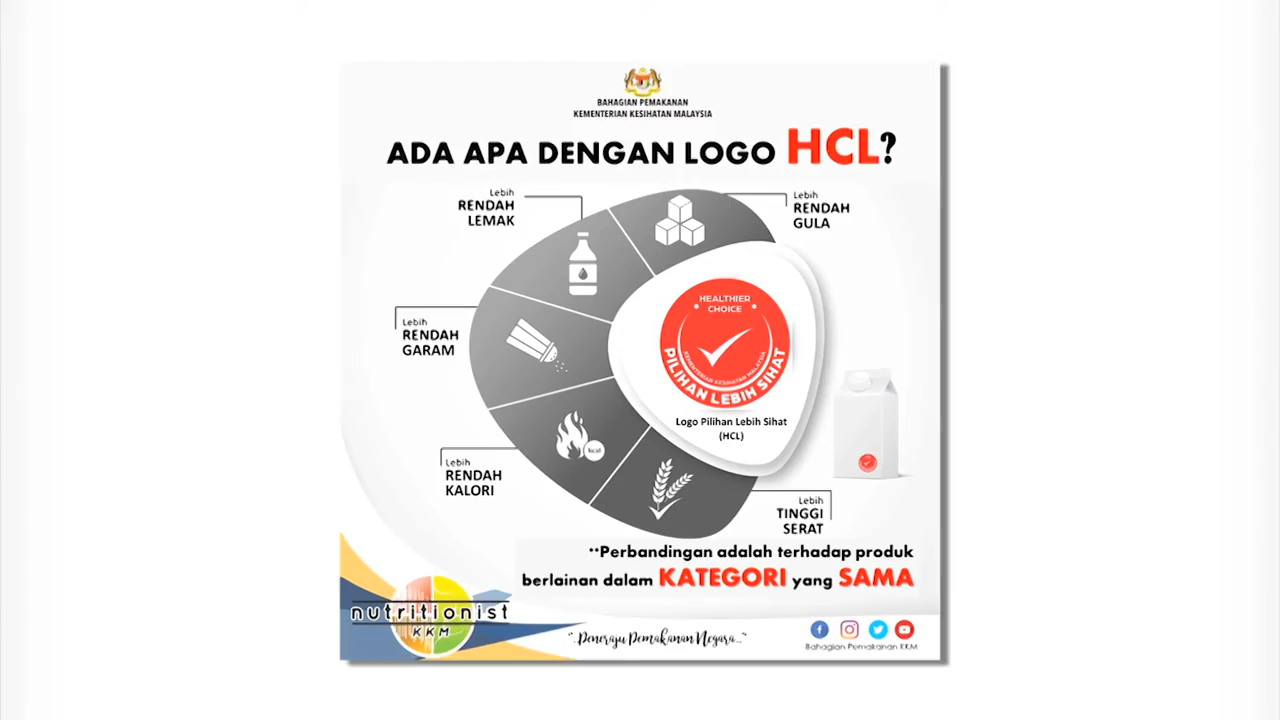 BAHAGIAN PEMAKANAN
KEMENTERIAN KESIHATAN MALAYSIA
ADA APA DENGAN LOGO HCL?
Lebih
RENDAH
LEMAK
Lebih
RENDAH
GULA
Lebih
RENDAH
GARAM
HEALTHIER
CHOICE
KEMENTERIAN KESIHATAN MALAYSIA
PILIHAN LEBIH SIHAT
Logo Pilihan Lebih Sihat
(HCL)
Lebih
RENDAH
KALORI
Lebih
TINGGI
SERAT
**Perbandingan adalah terhadap produk
berlainan dalam KATEGORI yang SAMA
nutritionist
KKM
"Peneraju Pemakanan Negara..."
Bahagian Pemakanan KKM